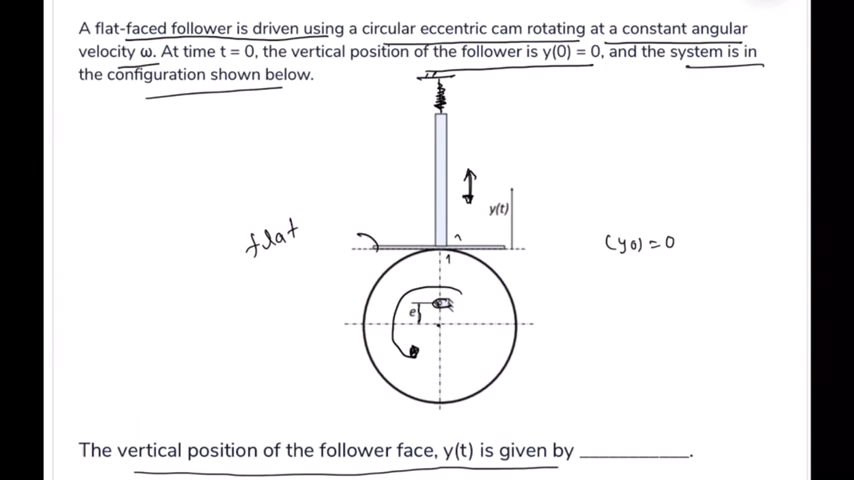 A flat-faced follower is driven using a circular eccentric cam rotating at a constant angular
velocity ω. At time t = 0, the vertical position of the follower is y(0) = 0, and the system is in
the configuration shown below.
y(t)
flat
(y0) = 0
1
e
The vertical position of the follower face, y(t) is given by ___________.